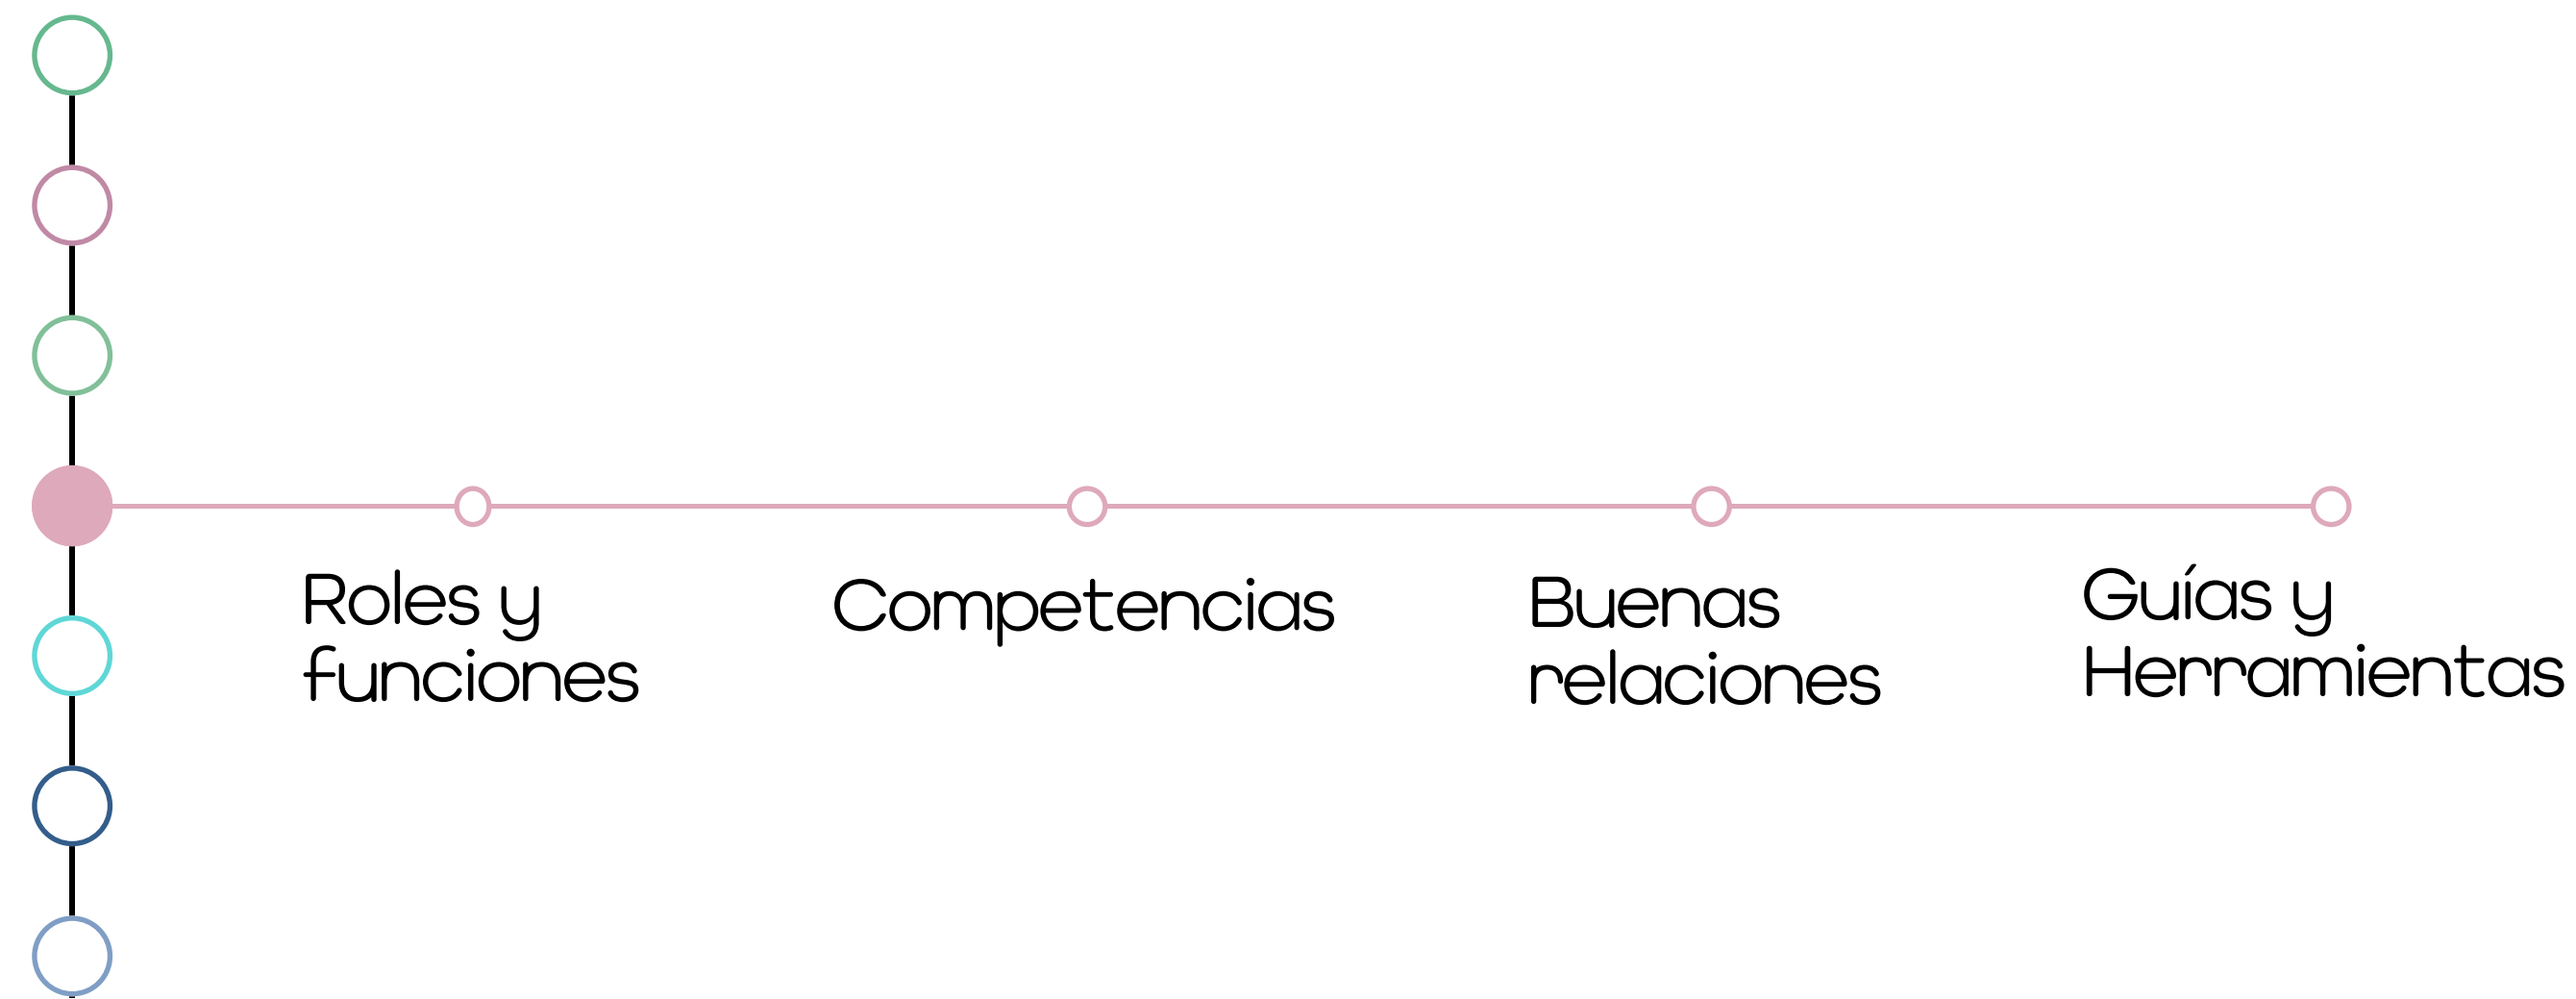 Roles y
funciones
Competencias
Buenas
relaciones
Guías y
Herramientas